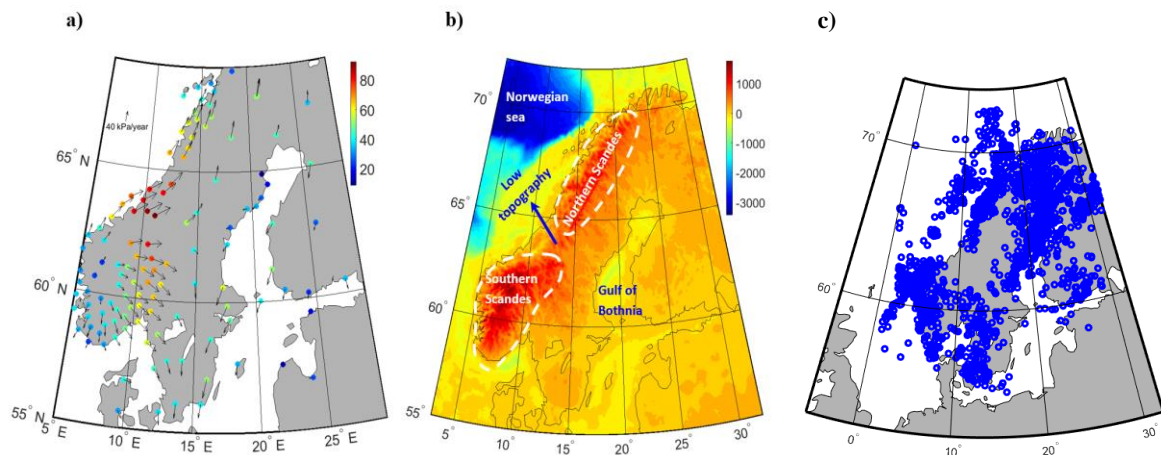 a)
b)
c)
80
60
40
20
40 kPa/year
65° N
60° N
55° N
5° E
10° E
15° E
20° E
25° E
1000
0
-1000
-2000
-3000
Norwegian
sea
Low
topography
Northern Scandes
Southern
Scandes
Gulf of
Bothnia
70°
65°
60°
55°
5°
10°
15°
20°
25°
30°
70°
60°
0°
10°
20°
30°